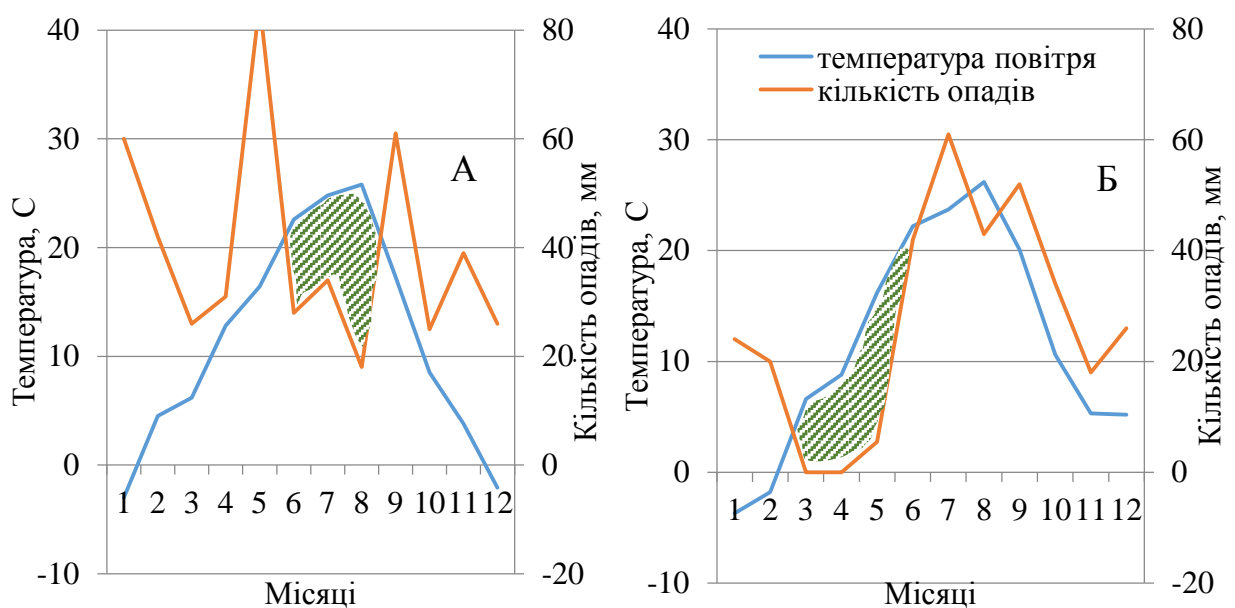 40
30
20
10
0
-10
Температура, С
80
60
40
20
0
-20
Кількість опадів, мм
А
1 2 3 4 5 6 7 8 9 10 11 12
Місяці
40
30
20
10
0
-10
Температура, С
80
60
40
20
0
-20
Кількість опадів, мм
температура повітря
кількість опадів
Б
1 2 3 4 5 6 7 8 9 10 11 12
Місяці